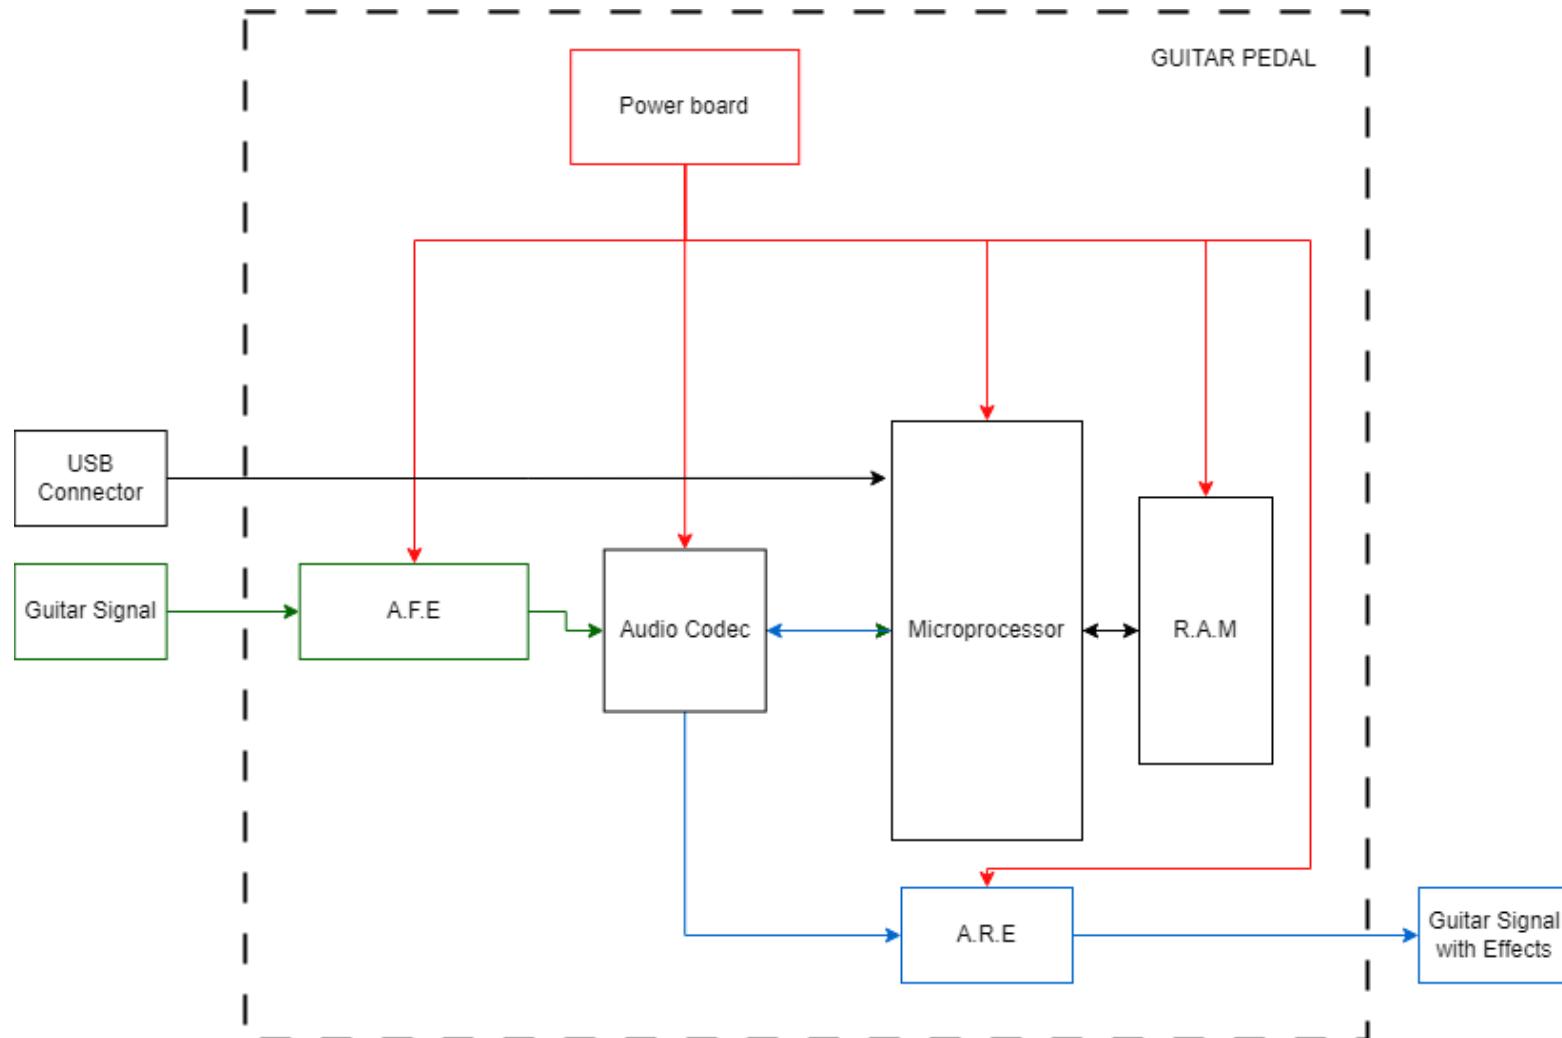 GUITAR PEDAL
Power board
USB
Connector
Guitar Signal
A.F.E
Audio Codec
Microprocessor
R.A.M
A.R.E
Guitar Signal
with Effects